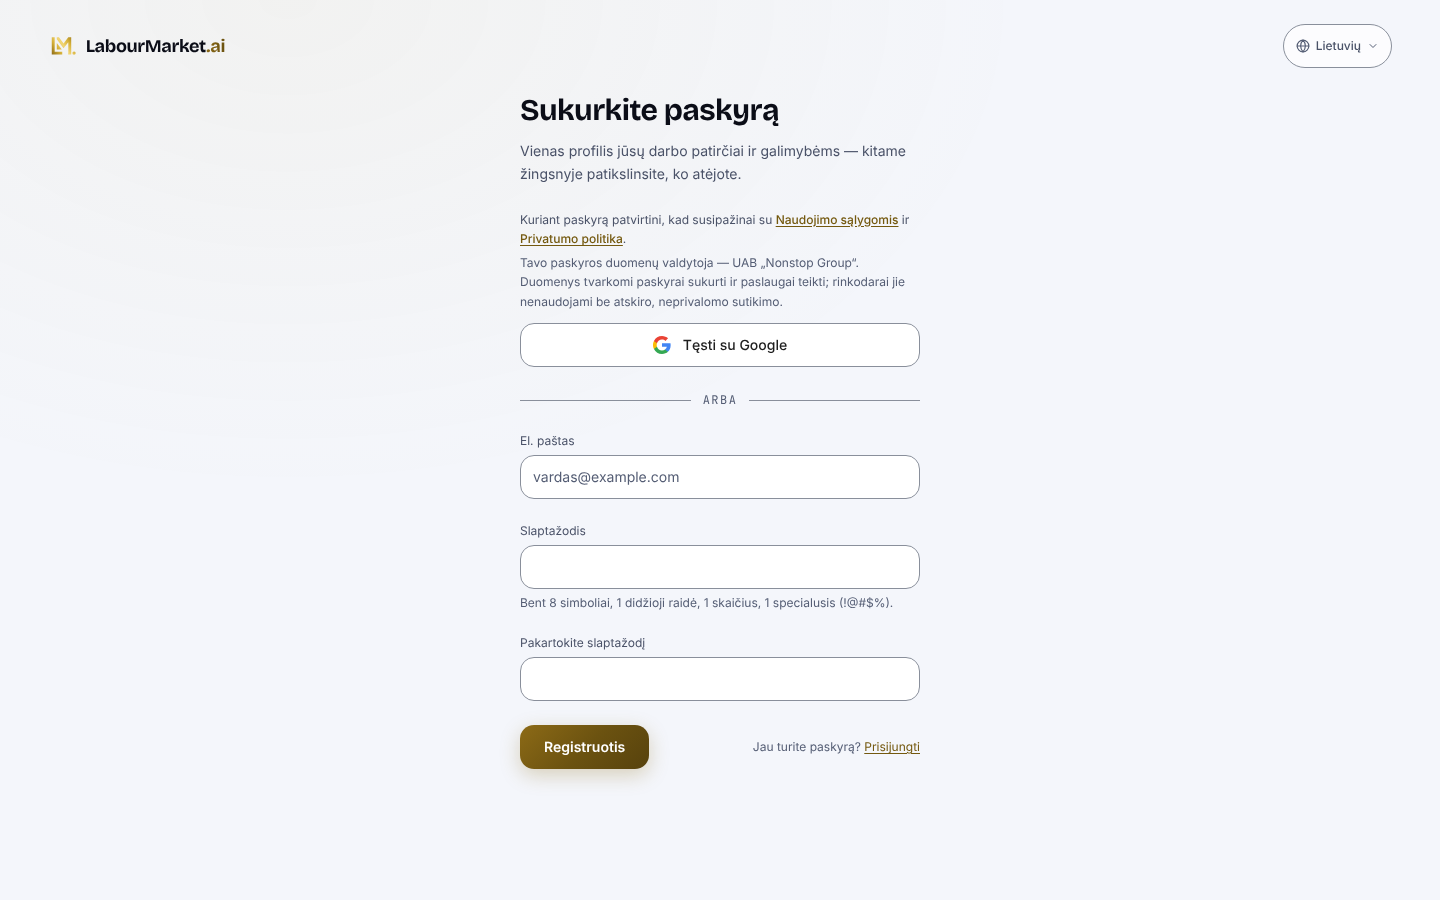 LabourMarket.ai
Lietuvių
Sukurkite paskyrą
Vienas profilis jūsų darbo patirčiai ir galimybėms — kitame
žingsnyje patikslinsite, ko atėjote.
Kuriant paskyrą patvirtini, kad susipažinai su Naudojimo sąlygomis ir
Privatumo politika.
Tavo paskyros duomenų valdytoja — UAB „Nonstop Group“.
Duomenys tvarkomi paskyrai sukurti ir paslaugai teikti; rinkodarai jie
nenaudojami be atskiro, neprivalomo sutikimo.
Tęsti su Google
ARBA
El. paštas
vardas@example.com
Slaptažodis
Bent 8 simboliai, 1 didžioji raidė, 1 skaičius, 1 specialusis (!@#$%).
Pakartokite slaptažodį
Registruotis
Jau turite paskyrą? Prisijungti